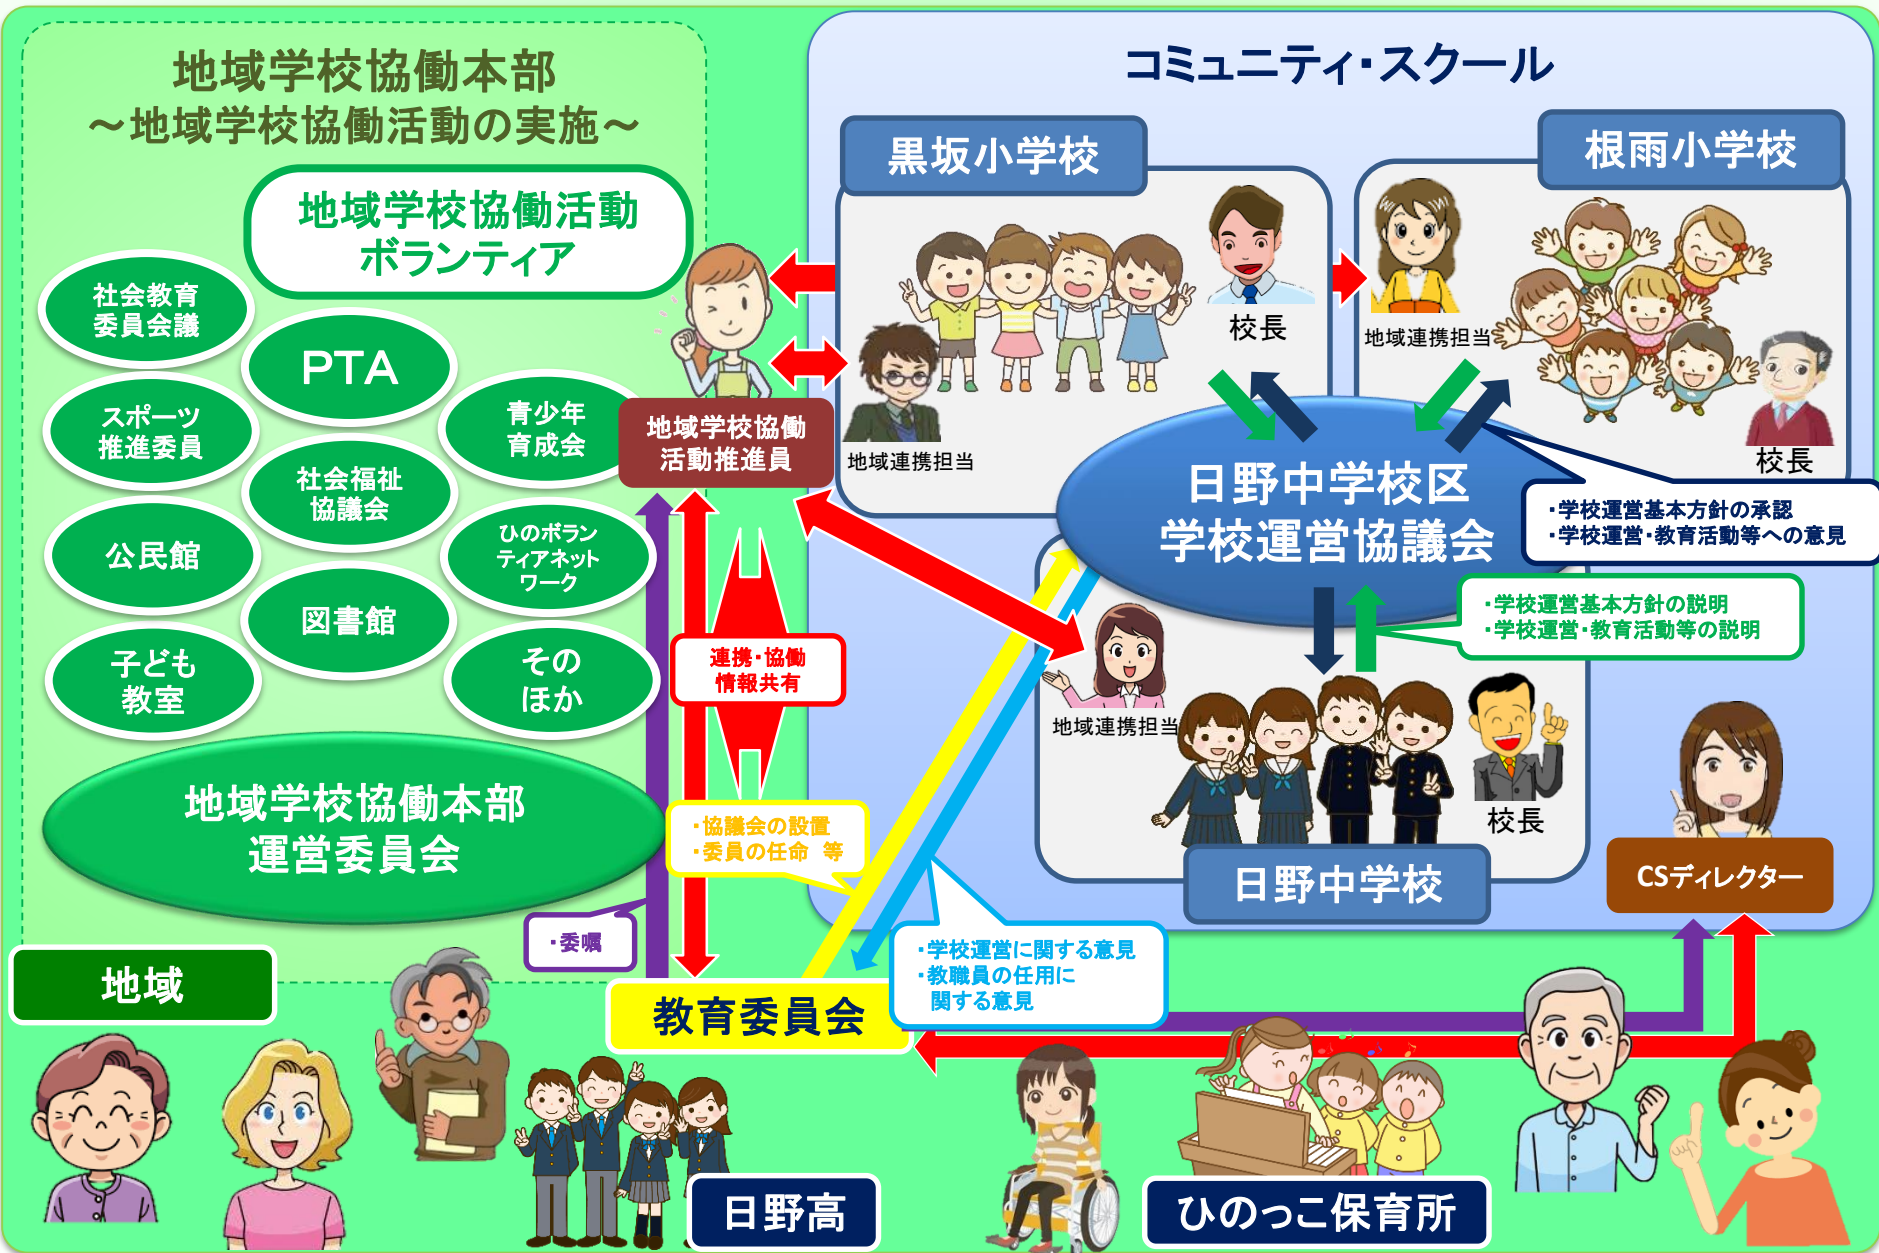 地域学校協働本部
～地域学校協働活動の実施～
地域学校協働活動
ボランティア
社会教育
委員会議
PTA
スポーツ
推進委員
青少年
育成会
社会福祉
協議会
公民館
ひのボラン
ティアネット
ワーク
図書館
子ども
教室
その
ほか
地域学校協働本部
運営委員会
地域学校協働
活動推進員
連携・協働
情報共有
・協議会の設置
・委員の任命 等
・委嘱
コミュニティ・スクール
黒坂小学校
校長
地域連携担当
根雨小学校
地域連携担当
校長
日野中学校区
学校運営協議会
・学校運営基本方針の承認
・学校運営・教育活動等への意見
・学校運営基本方針の説明
・学校運営・教育活動等の説明
地域連携担当
校長
日野中学校
CSディレクター
・学校運営に関する意見
・教職員の任用に
関する意見
教育委員会
地域
日野高
ひのっこ保育所